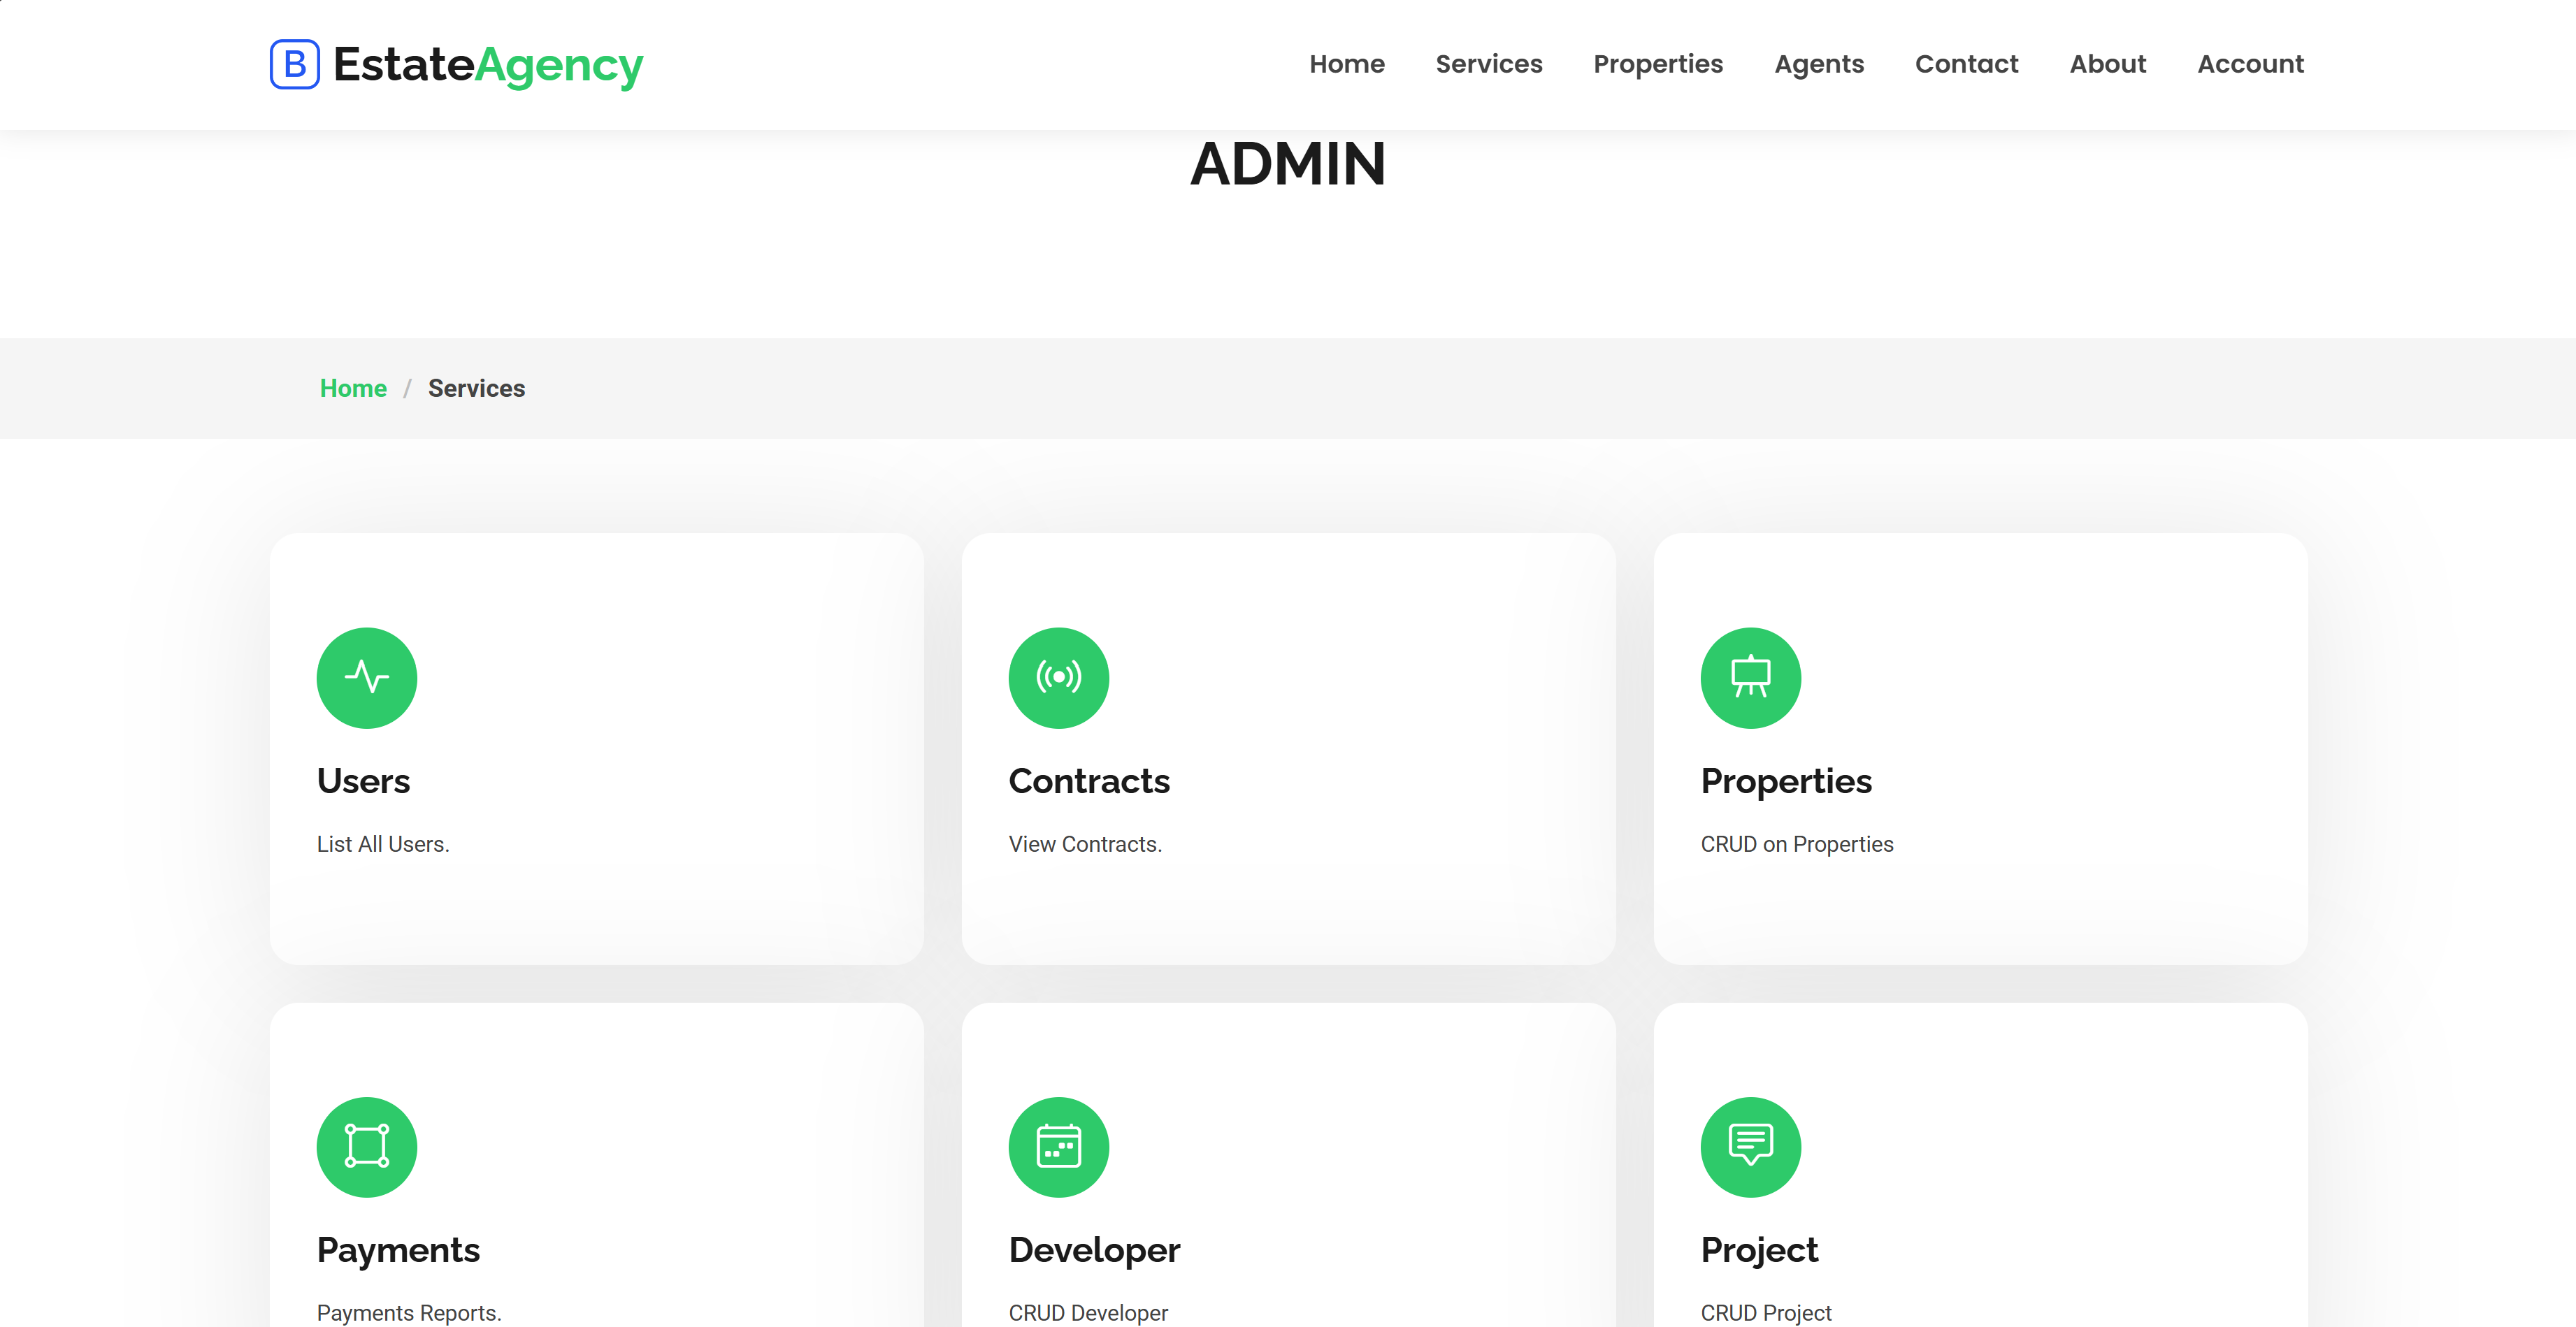 B EstateAgency
Home Services Properties Agents Contact About Account
ADMIN
Home / Services
Users
List All Users.
Contracts
View Contracts.
Properties
CRUD on Properties
Payments
Payments Reports.
Developer
CRUD Developer
Project
CRUD Project